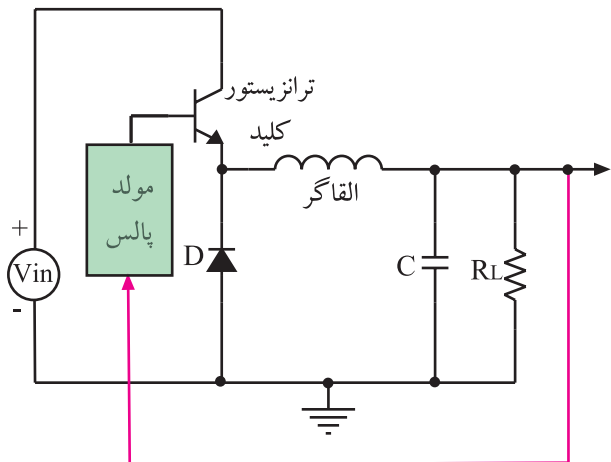 ترانزیستور
کلید
مولد
پالس
القاگر
+
Vin
-
D
C
RL